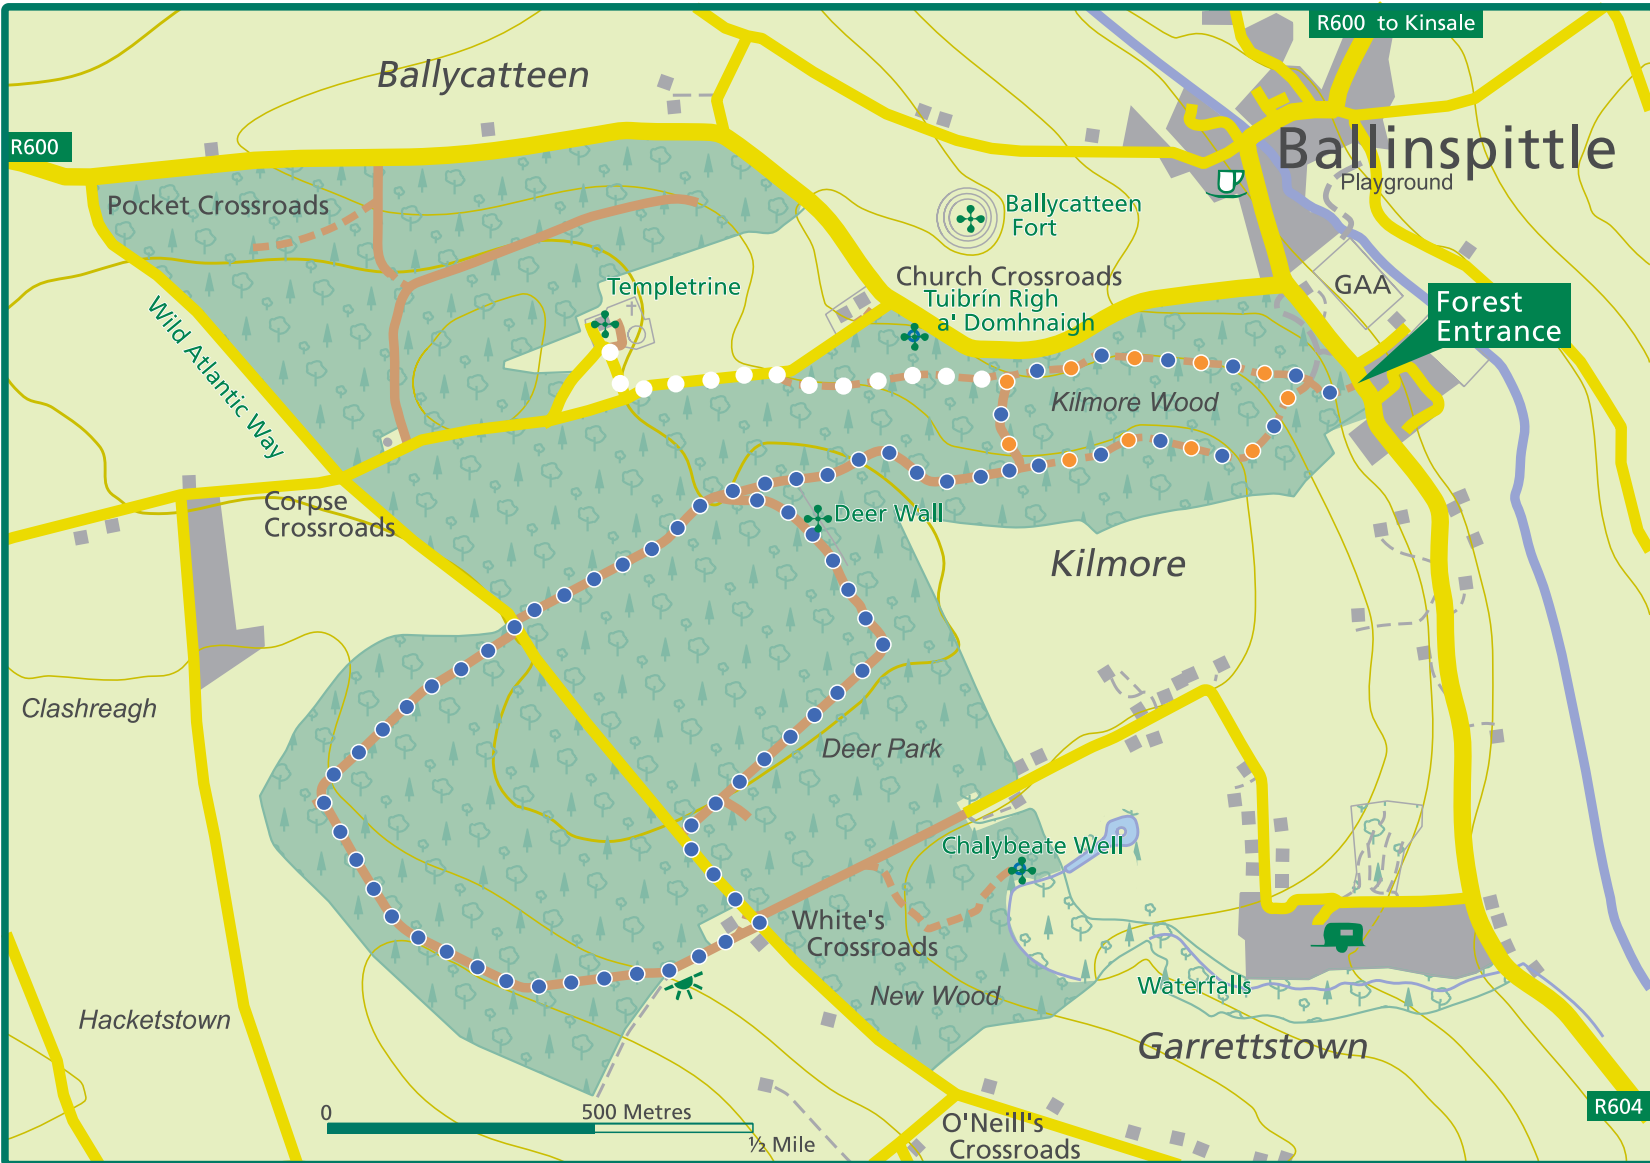 R600 to Kinsale
Ballycatteen
R600
Ballinspittle
Playground
Pocket Crossroads
Ballycatteen
Fort
Church Crossroads
GAA
Templetrine
Tuibrín Righ
a' Domhnaigh
Forest
Entrance
Wild Atlantic Way
Kilmore Wood
Corpse
Crossroads
Deer Wall
Kilmore
Clashreagh
Deer Park
Chalybeate Well
White's
Crossroads
Waterfalls
New Wood
Hacketstown
Garrettstown
0
500 Metres
½ Mile
R604
O'Neill's
Crossroads